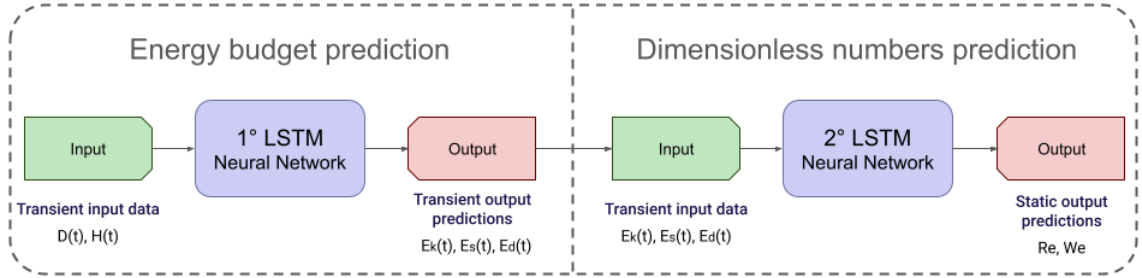 Energy budget prediction
Input
1° LSTM
Neural Network
Output
Transient input data
D(t), H(t)
Transient output
predictions
Ek(t), Es(t), Ed(t)
Dimensionless numbers prediction
Input
2° LSTM
Neural Network
Output
Transient input data
Ek(t), Es(t), Ed(t)
Static output
predictions
Re, We